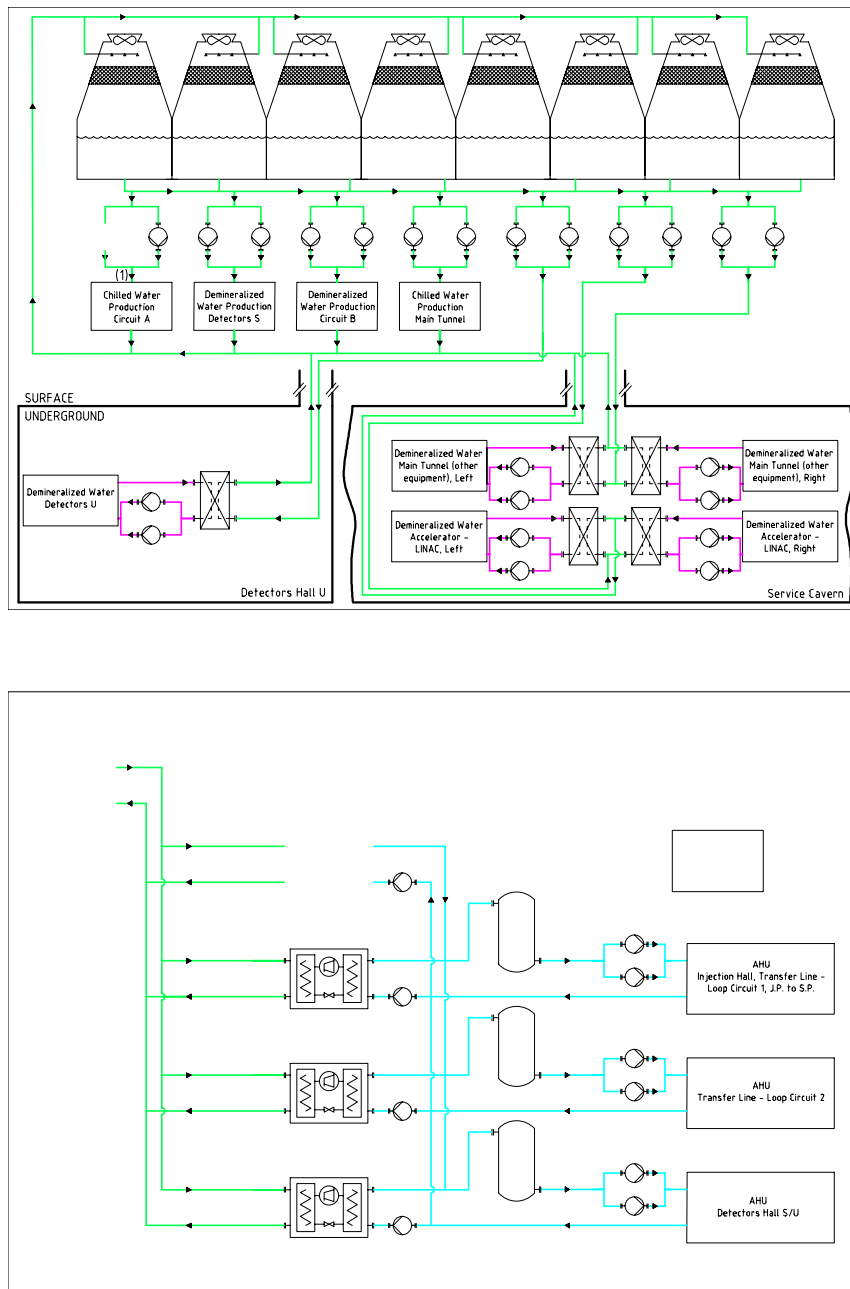 (1)
Chilled Water
Production
Circuit A
Demineralized
Water Production
Detectors S
Demineralized
Water Production
Circuit B
Chilled Water
Production
Main Tunnel
SURFACE
UNDERGROUND
Demineralized Water
Detectors U
Detectors Hall U
Demineralized Water
Main Tunnel (other
equipment), Left
Demineralized Water
Main Tunnel (other
equipment), Right
Demineralized Water
Accelerator -
LINAC, Left
Demineralized Water
Accelerator -
LINAC, Right
Service Cavern
AHU
Injection Hall, Transfer Line -
Loop Circuit 1, J.P. to S.P.
AHU
Transfer Line - Loop Circuit 2
AHU
Detectors Hall S/U